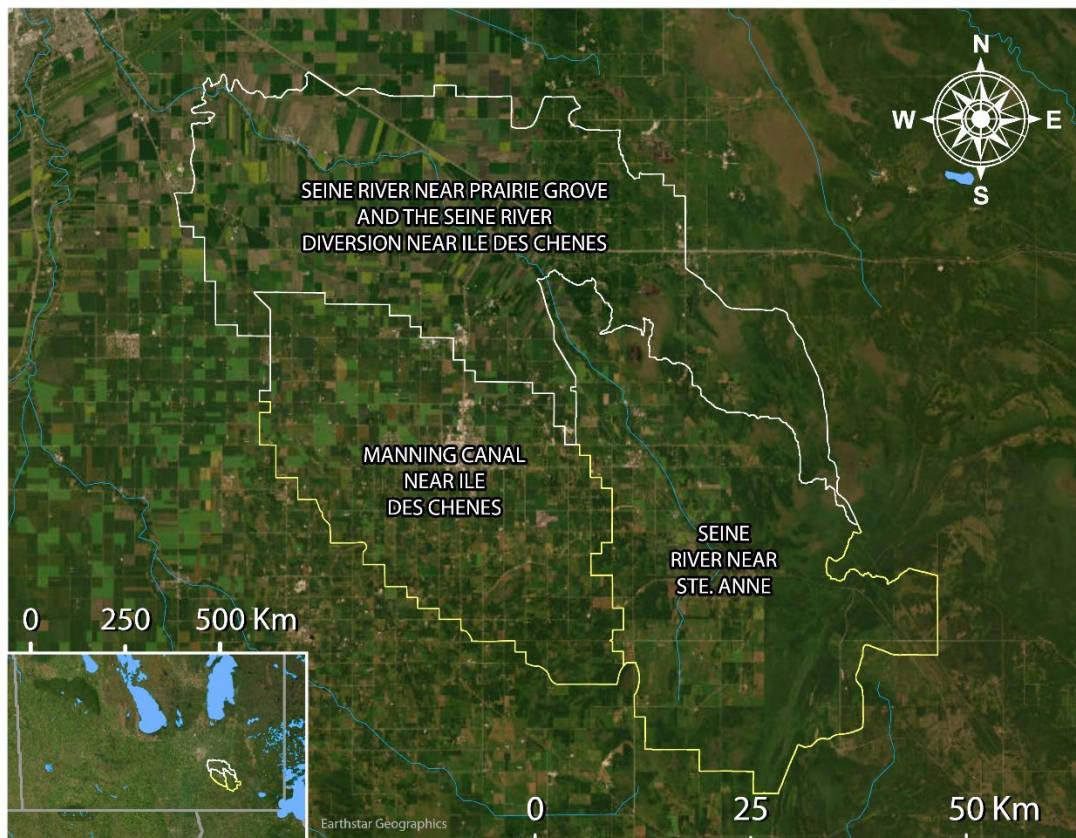 N
W E
S
SEINE RIVER NEAR PRAIRIE GROVE
AND THE SEINE RIVER
DIVERSION NEAR ILE DES CHENES
MANNING CANAL
NEAR ILE
DES CHENES
SEINE
RIVER NEAR
STE. ANNE
0 250 500 Km
0 25 50 Km
Earthstar Geographics